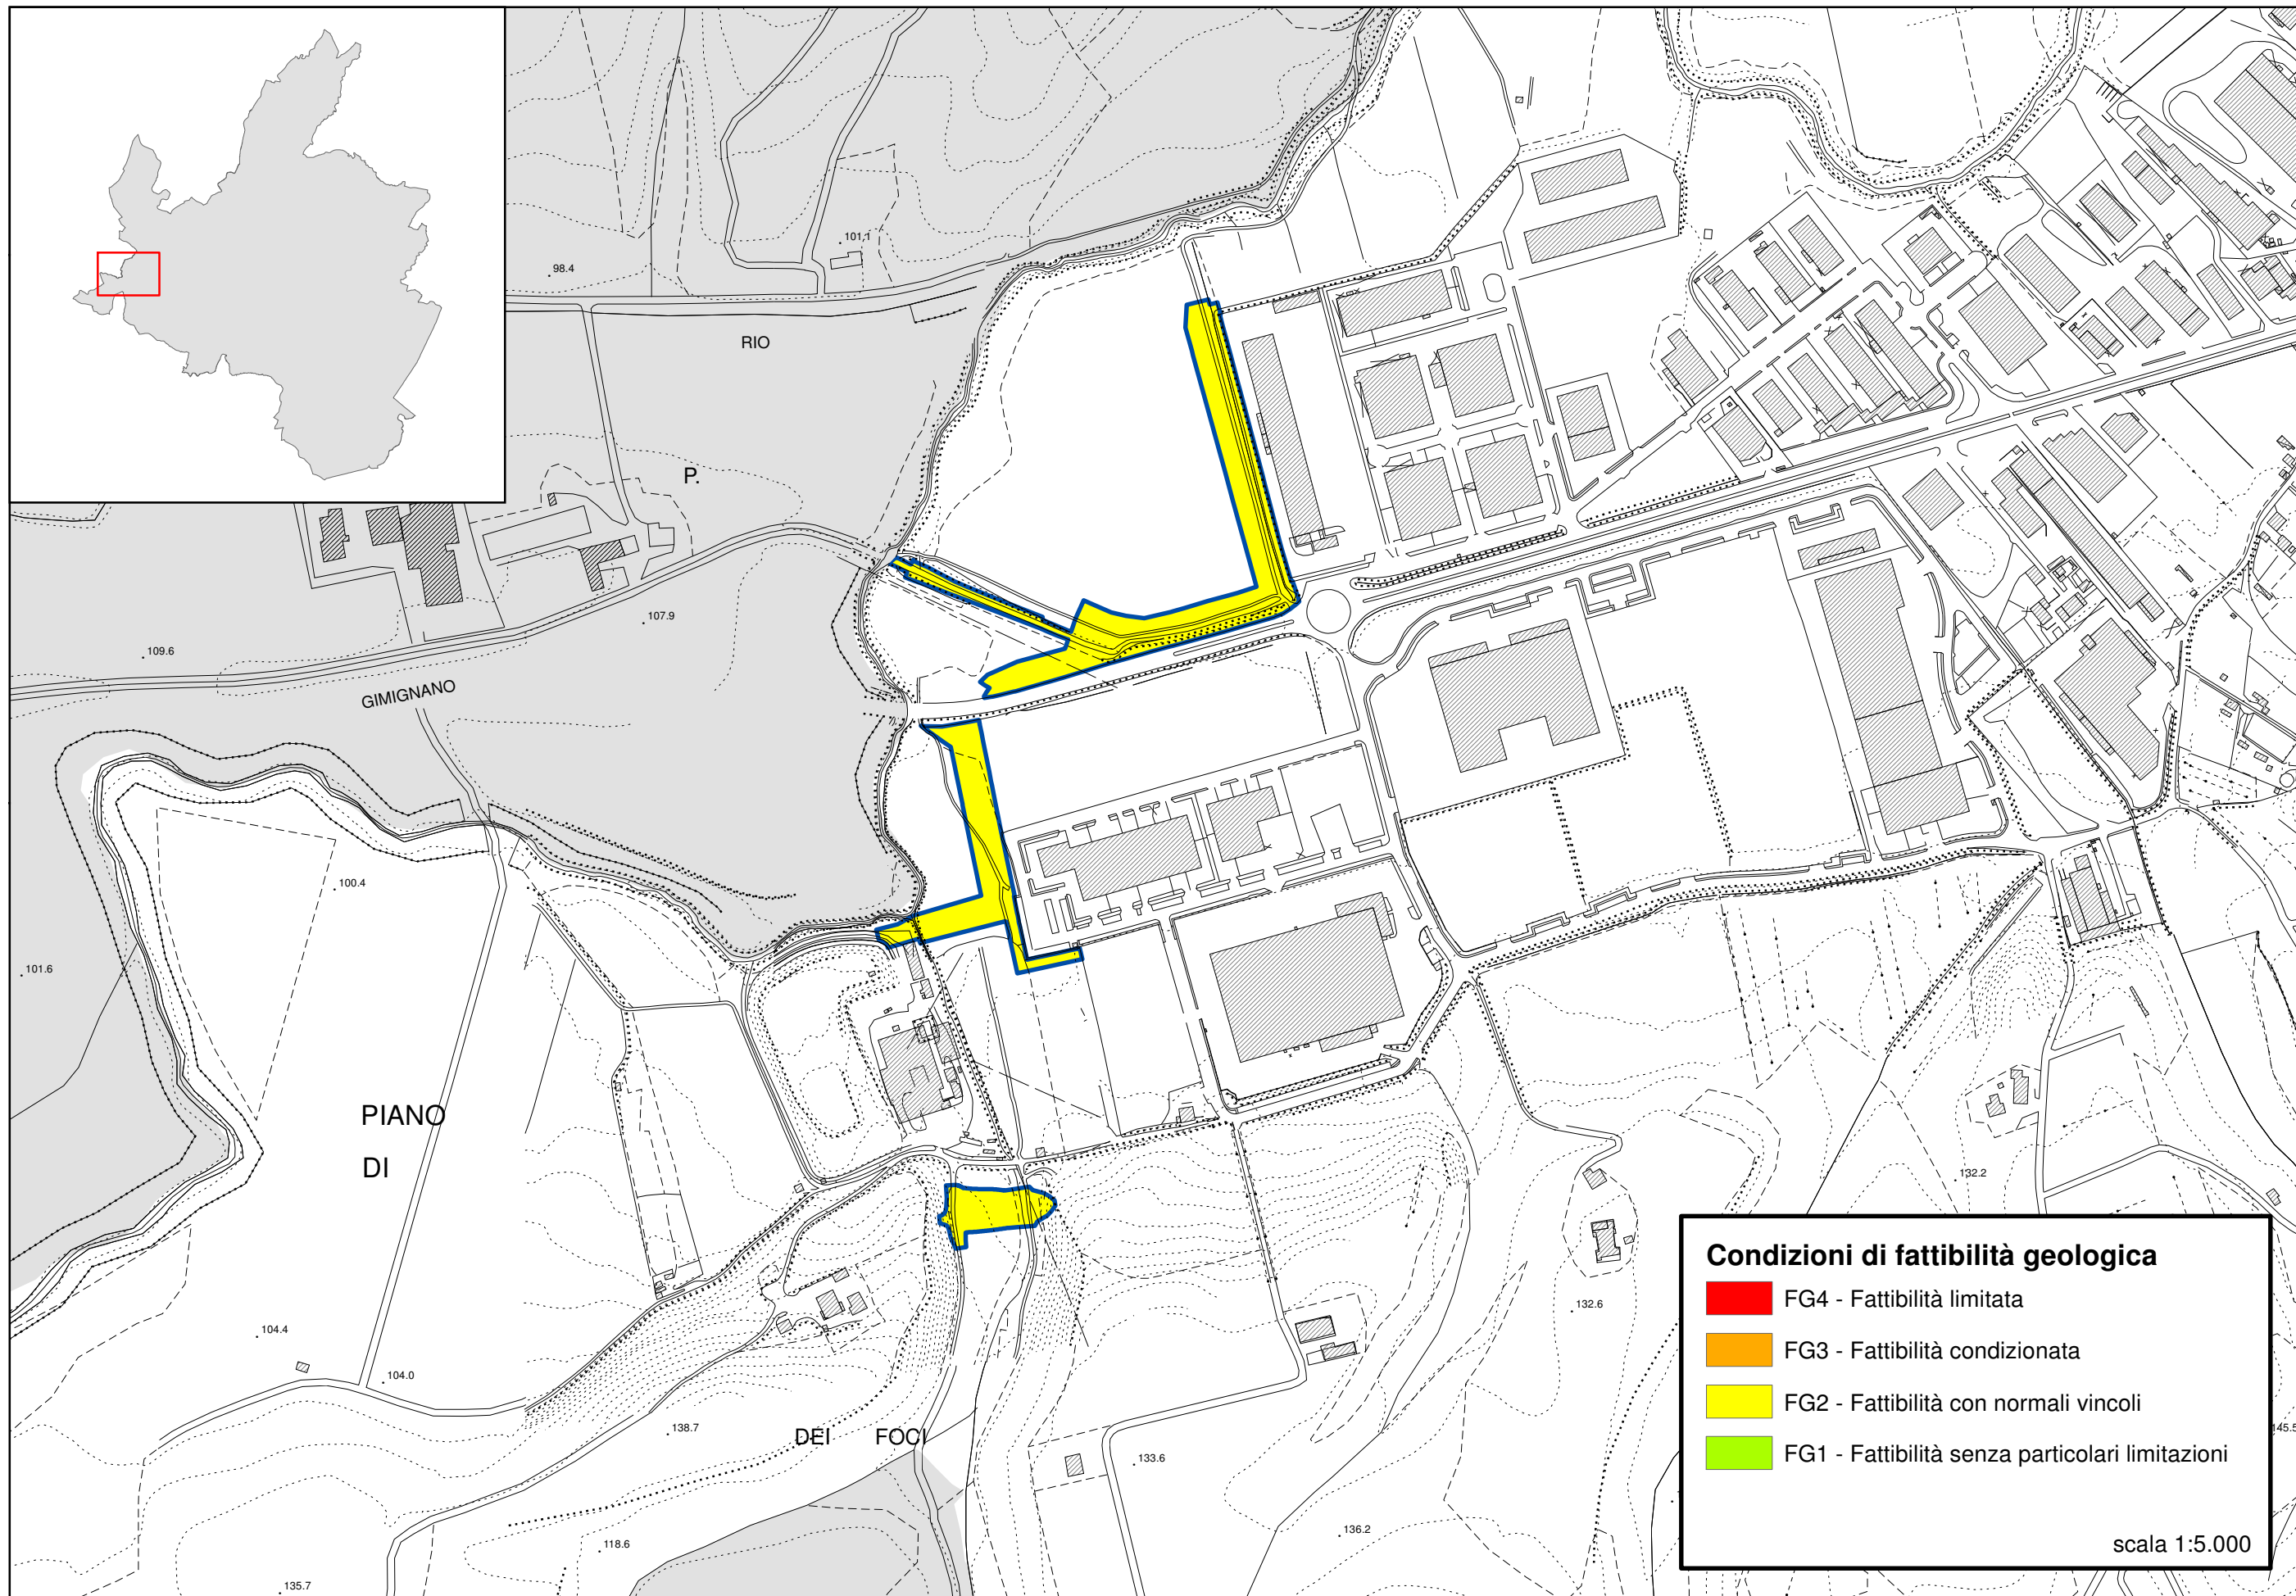 101.1
98.4
RIO
P.
107.9
109.6
GIMIGNANO
100.4
101.6
PIANO
DI
132.2
Condizioni di fattibilità geologica
FG4 - Fattibilità limitata
132.6
104.4
FG3 - Fattibilità condizionata
104.0
FG2 - Fattibilità con normali vincoli
138.7
DEI FOCI
45.5
FG1 - Fattibilità senza particolari limitazioni
133.6
136.2
118.6
scala 1:5.000
135.7